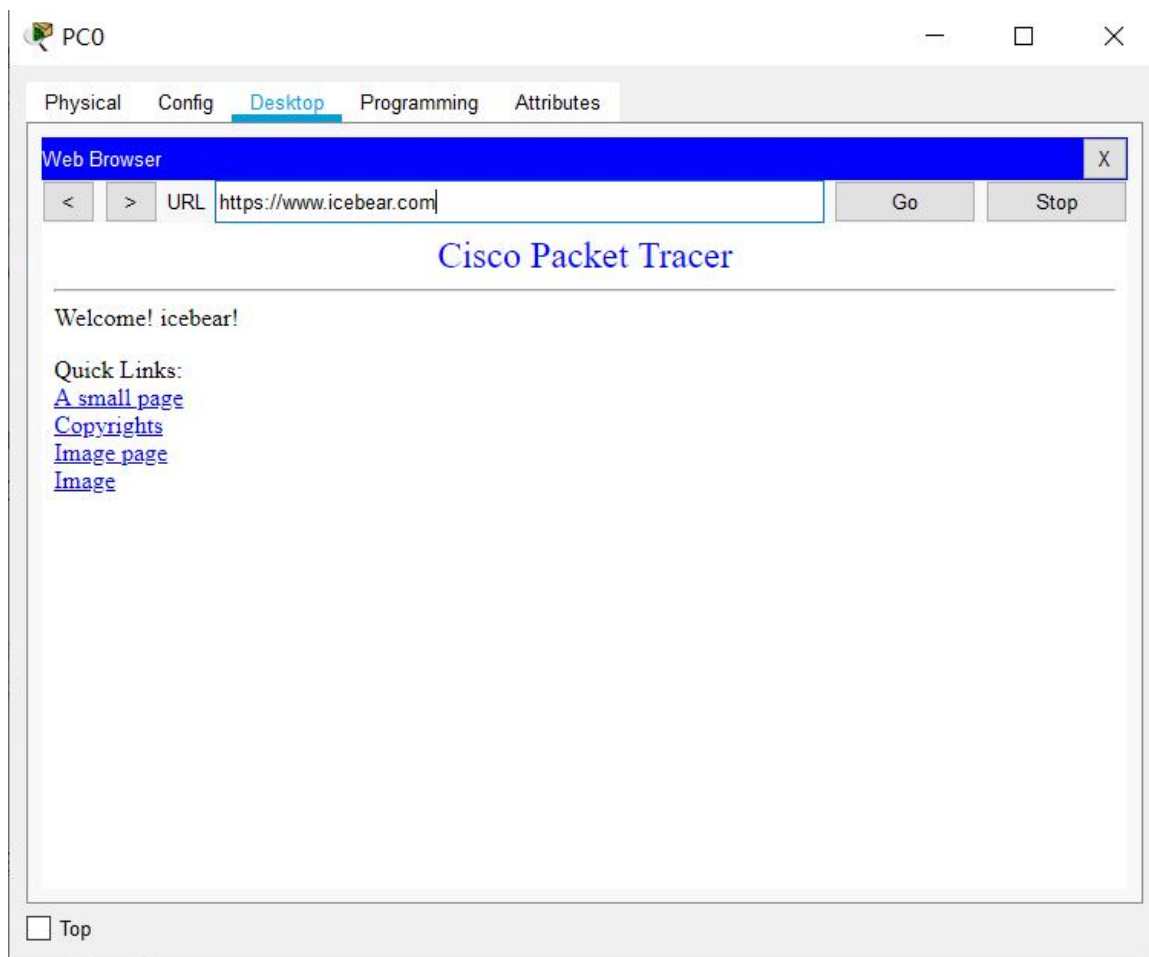 PC0
Physical Config Desktop Programming Attributes
Web Browser X
< > URL https://www.icebear.com Go Stop
Cisco Packet Tracer
Welcome! icebear!
Quick Links:
A small page
Copyrights
Image page
Image
Top